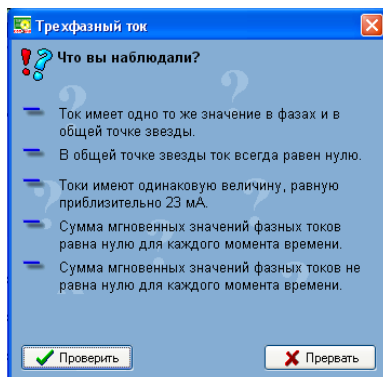 Трехфазный ток
Что вы наблюдали?
Ток имеет одно то же значение в фазах и в
общей точке звезды.
В общей точке звезды ток всегда равен нулю.
Токи имеют одинаковую величину, равную
приблизительно 23 мА.
Сумма мгновенных значений фазных токов
равна нулю для каждого момента времени.
Сумма мгновенных значений фазных токов не
равна нулю для каждого момента времени.
Проверить
Прервать